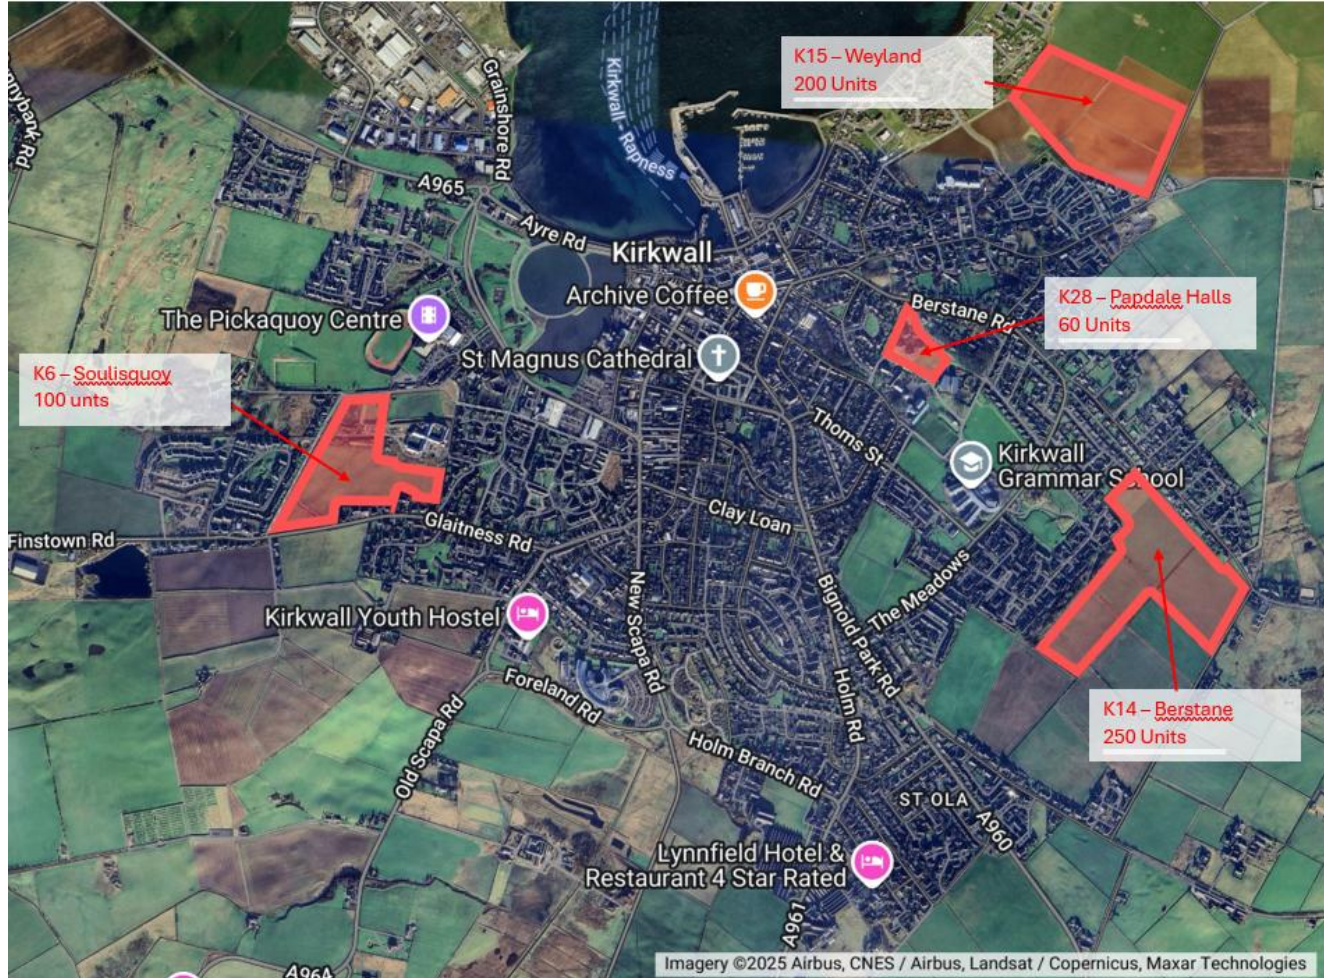 K15 – Weyland
200 Units
Grainshore Rd
Kirkwall - Rapness
A965
Ayre Rd
Kirkwall
Archive Coffee
Berstane Rd
K28 – Papdale Halls
60 Units
The Pickaquoy Centre
St Magnus Cathedral
K6 – Soulisquoy
100 unts
Thoms St
Kirkwall
Grammar School
Clay Loan
Glaitness Rd
Finstown Rd
The Meadows
Bignold Park Rd
New Scapa Rd
Kirkwall Youth Hostel
Foreland Rd
Old Scapa Rd
Holm Rd
K14 – Berstane
250 Units
Holm Branch Rd
ST OLA
A960
Lynnfield Hotel &
Restaurant 4 Star Rated
A961
A964
Imagery ©2025 Airbus, CNES / Airbus, Landsat / Copernicus, Maxar Technologies